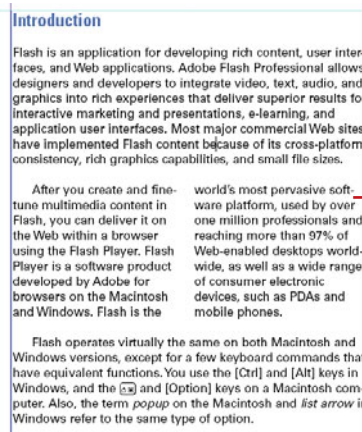 Introduction
Flash is an application for developing rich content, user inter-
faces, and Web applications. Adobe Flash Professional allows
designers and developers to integrate video, text, audio, and
graphics into rich experiences that deliver superior results fo
interactive marketing and presentations, e-learning, and
application user interfaces. Most major commercial Web sites
have implemented Flash content because of its cross-platform
consistency, rich graphics capabilities, and small file sizes.
After you create and fine-
tune multimedia content in
Flash, you can deliver it on
the Web within a browser
using the Flash Player. Flash
Player is a software product
developed by Adobe for
browsers on the Macintosh
and Windows. Flash is the
world's most pervasive soft-
ware platform, used by over
one million professionals and
reaching more than 97% of
Web-enabled desktops world-
wide, as well as a wide range
of consumer electronic
devices, such as PDAs and
mobile phones.
Flash operates virtually the same on both Macintosh and
Windows versions, except for a few keyboard commands that
have equivalent functions. You use the [Ctrl] and [Alt] keys in
Windows, and the and [Option] keys on a Macintosh com-
puter. Also, the term popup on the Macintosh and list arrow i
Windows refer to the same type of option.